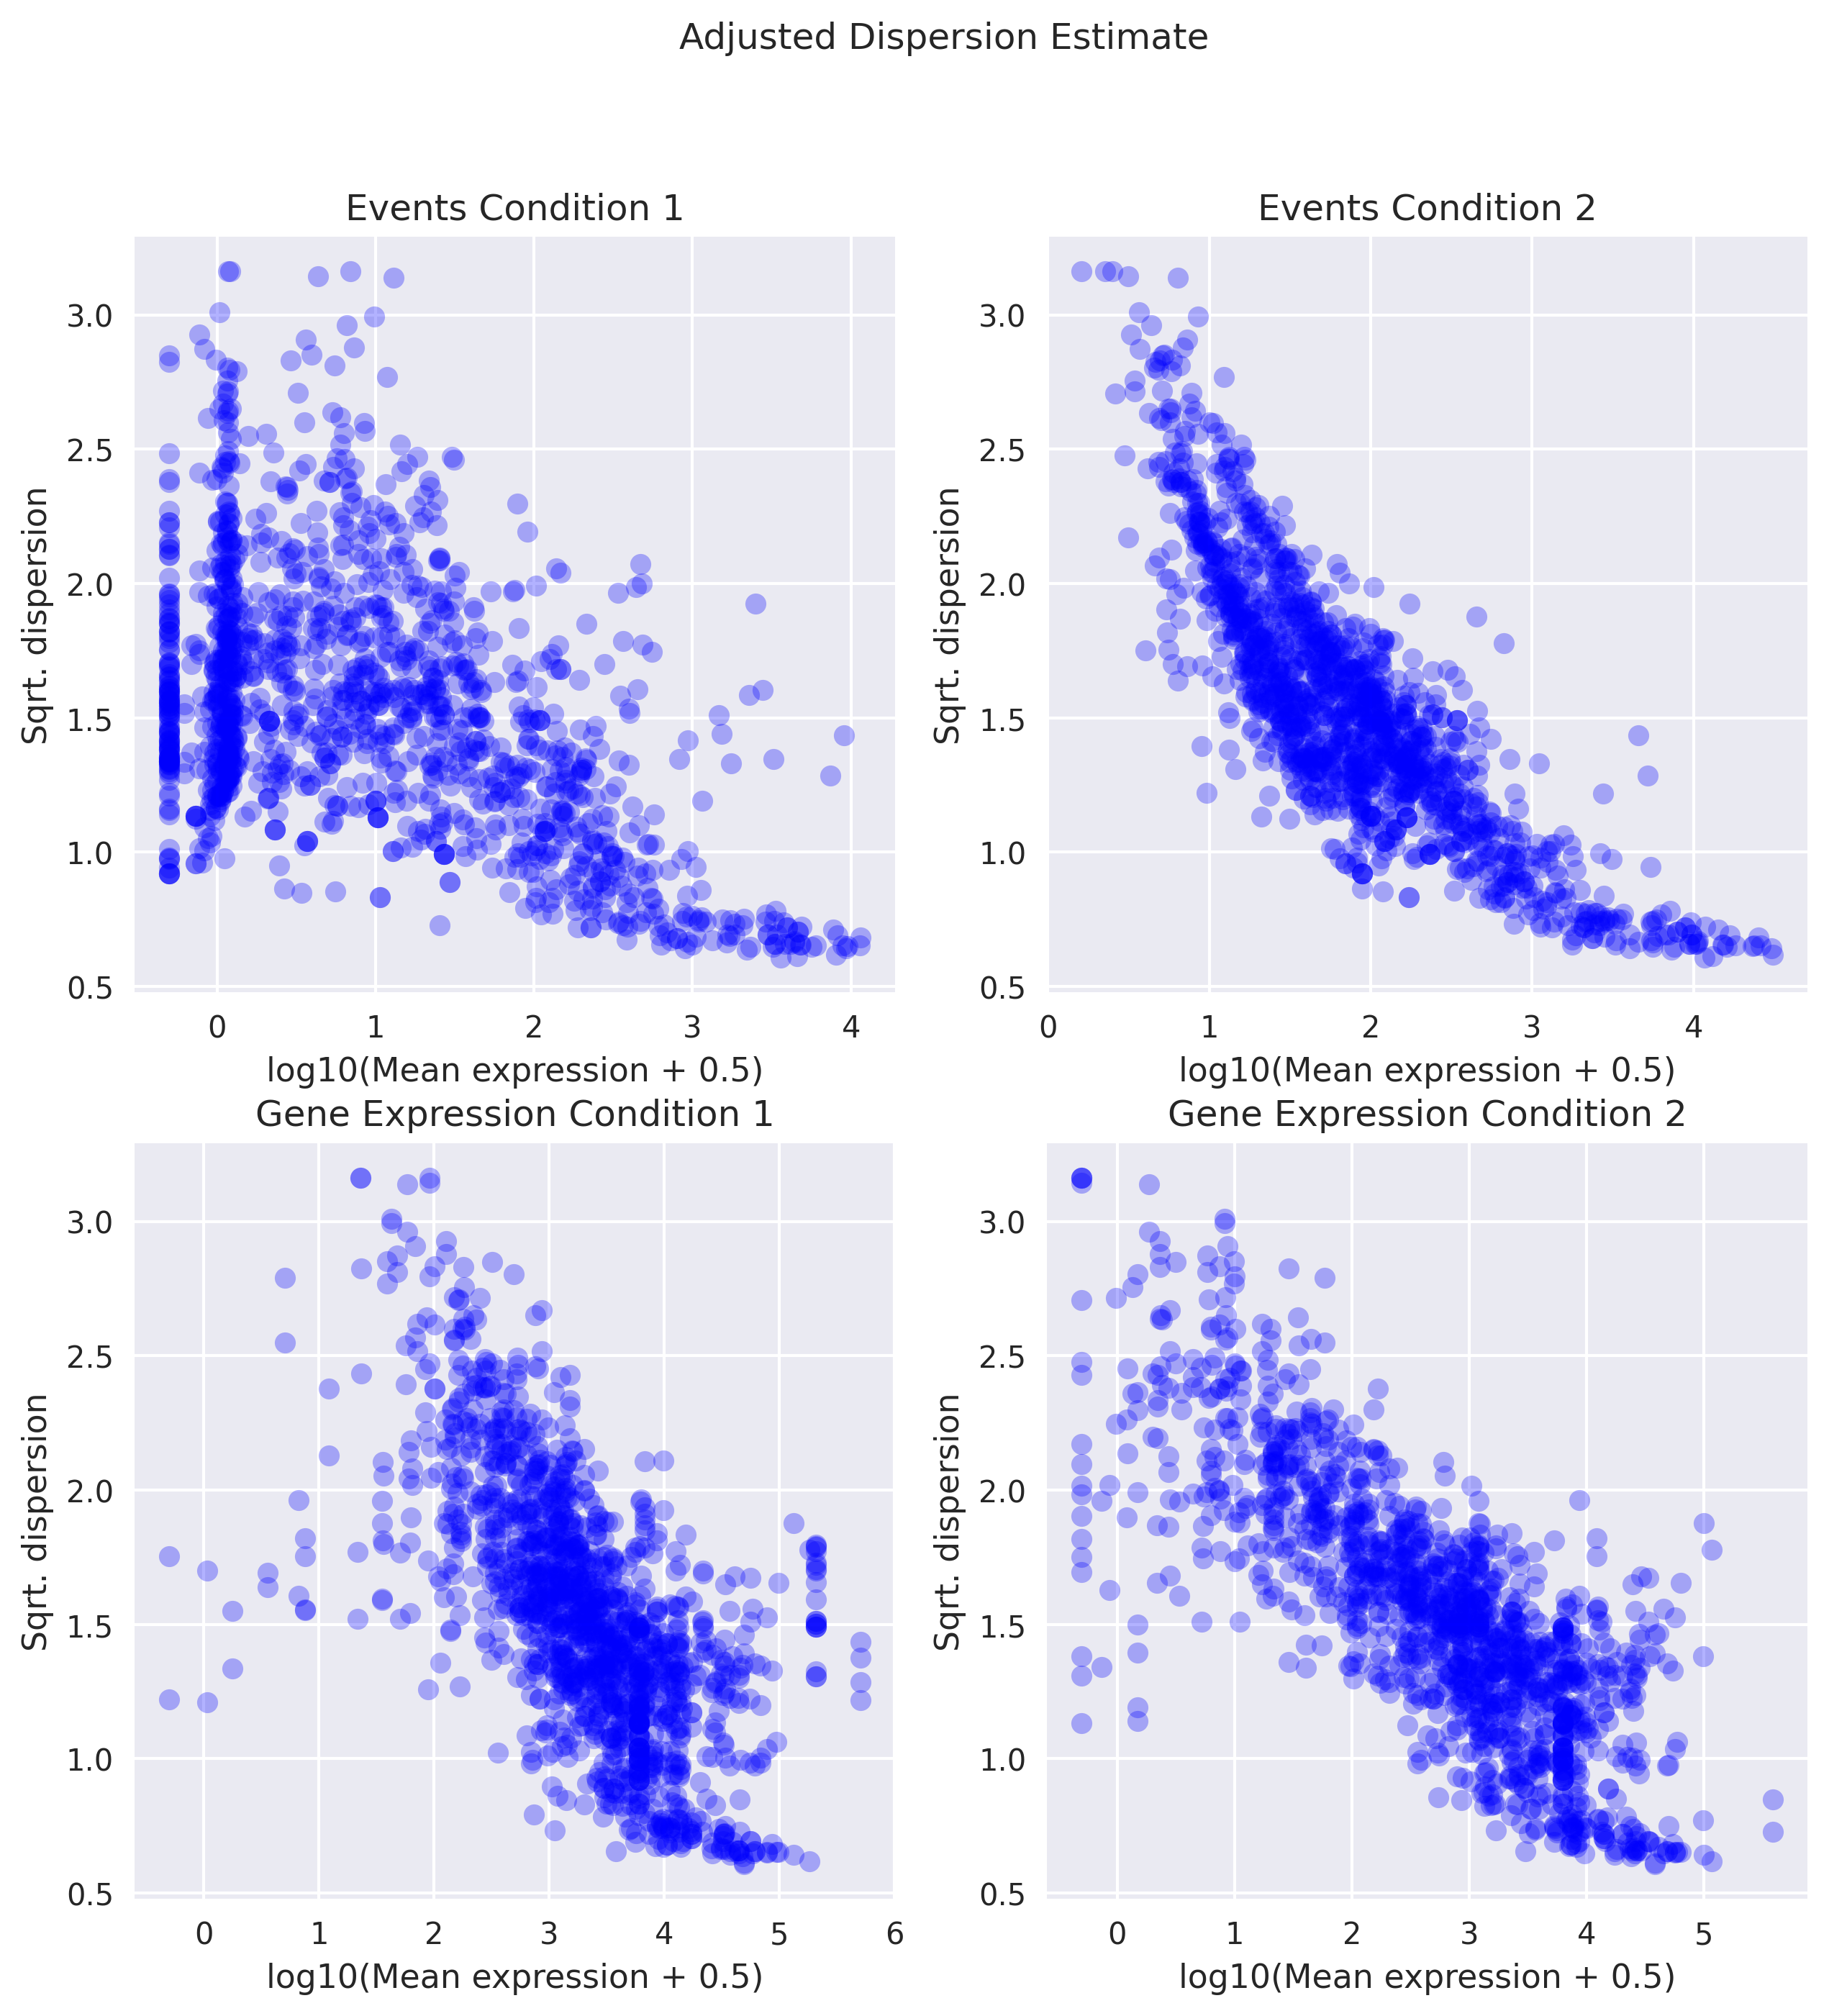 Adjusted Dispersion Estimate
Events Condition 1
Events Condition 2
3.0
2.5
2.0
1.5
1.0
0.5
Sqrt. dispersion
0 1 2 3 4
log10(Mean expression + 0.5)
3.0
2.5
2.0
1.5
1.0
0.5
Sqrt. dispersion
0 1 2 3 4
log10(Mean expression + 0.5)
Gene Expression Condition 1
Gene Expression Condition 2
3.0
2.5
2.0
1.5
1.0
0.5
Sqrt. dispersion
0 1 2 3 4 5 6
log10(Mean expression + 0.5)
3.0
2.5
2.0
1.5
1.0
0.5
Sqrt. dispersion
0 1 2 3 4 5
log10(Mean expression + 0.5)